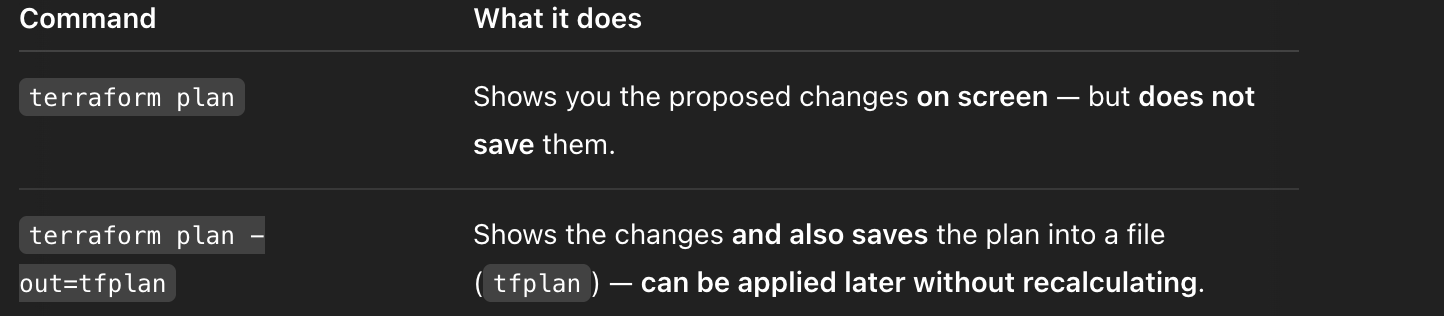 Command What it does
terraform plan Shows you the proposed changes on screen — but does not
save them.
terraform plan -
out=tfplan
Shows the changes and also saves the plan into a file
(tfplan) — can be applied later without recalculating.